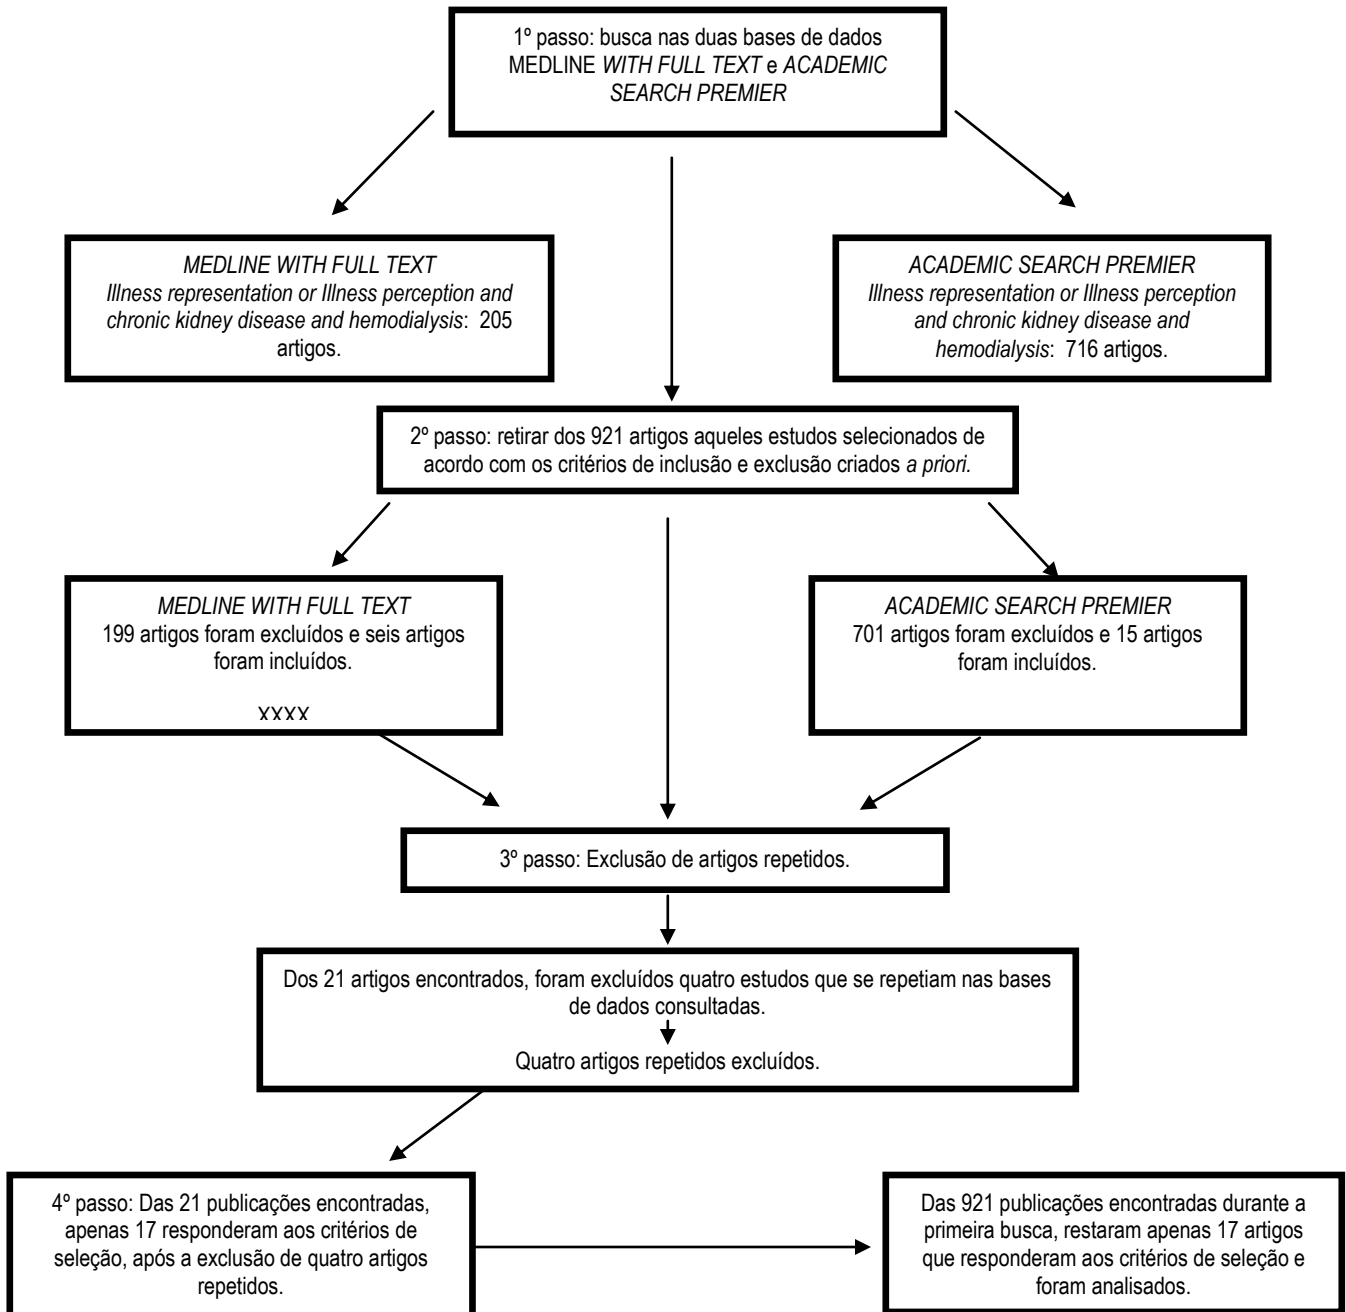 1º passo: busca nas duas bases de dados
MEDLINE WITH FULL TEXT e ACADEMIC
SEARCH PREMIER
MEDLINE WITH FULL TEXT
Illness representation or Illness perception and
chronic kidney disease and hemodialysis: 205
artigos.
ACADEMIC SEARCH PREMIER
Illness representation or Illness perception
and chronic kidney disease and
hemodialysis: 716 artigos.
2º passo: retirar dos 921 artigos aqueles estudos selecionados de
acordo com os critérios de inclusão e exclusão criados a priori.
MEDLINE WITH FULL TEXT
199 artigos foram excluídos e seis artigos
foram incluídos.
XXXX
ACADEMIC SEARCH PREMIER
701 artigos foram excluídos e 15 artigos
foram incluídos.
3º passo: Exclusão de artigos repetidos.
Dos 21 artigos encontrados, foram excluídos quatro estudos que se repetiam nas bases
de dados consultadas.
Quatro artigos repetidos excluídos.
4º passo: Das 21 publicações encontradas,
apenas 17 responderam aos critérios de
seleção, após a exclusão de quatro artigos
repetidos.
Das 921 publicações encontradas durante a
primeira busca, restaram apenas 17 artigos
que responderam aos critérios de seleção e
foram analisados.